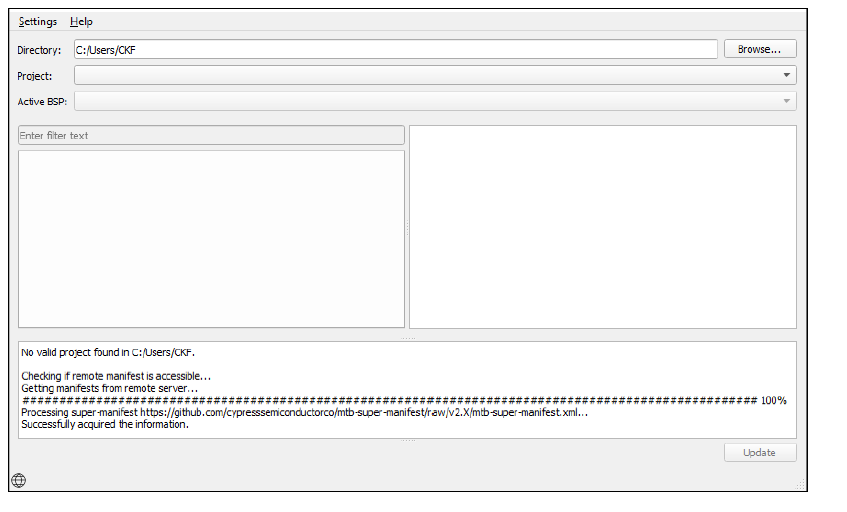 Settings Help
Directory: C:/Users/CKF Browse...
Project:
Active BSP:
Enter filter text
No valid project found in C:/Users/CKF.
Checking if remote manifest is accessible...
Getting manifests from remote server...
#################################################################################################### 100%
Processing super-manifest https://github.com/cypresssemiconductorco/mtb-super-manifest/raw/v2.X/mtb-super-manifest.xml...
Successfully acquired the information.
Update